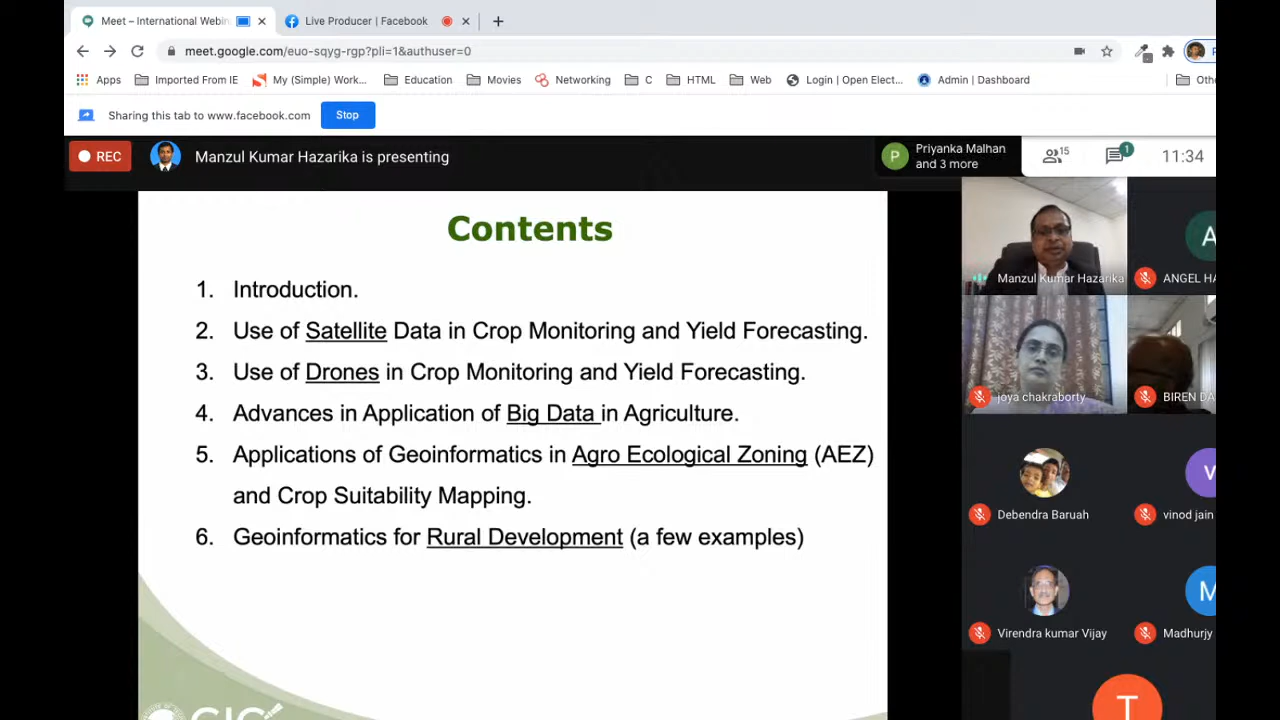 Meet – International Webin
Live Producer | Facebook
meet.google.com/euo-sqyg-rgp?pli=1&authuser=0
Apps
Imported From IE
My (Simple) Work...
Education
Movies
Networking
C
HTML
Web
Login | Open Elect...
Admin | Dashboard
Othe
Sharing this tab to www.facebook.com
Stop
REC
Manzul Kumar Hazarika is presenting
P
Priyanka Malhan
and 3 more
15
1
11:34
Contents
1. Introduction.
2. Use of Satellite Data in Crop Monitoring and Yield Forecasting.
3. Use of Drones in Crop Monitoring and Yield Forecasting.
4. Advances in Application of Big Data in Agriculture.
5. Applications of Geoinformatics in Agro Ecological Zoning (AEZ)
and Crop Suitability Mapping.
6. Geoinformatics for Rural Development (a few examples)
Manzul Kumar Hazarika
A
ANGEL HA
joya chakraborty
BIREN DA
Debendra Baruah
V
vinod jain
Virendra kumar Vijay
M
Madhurjy
T